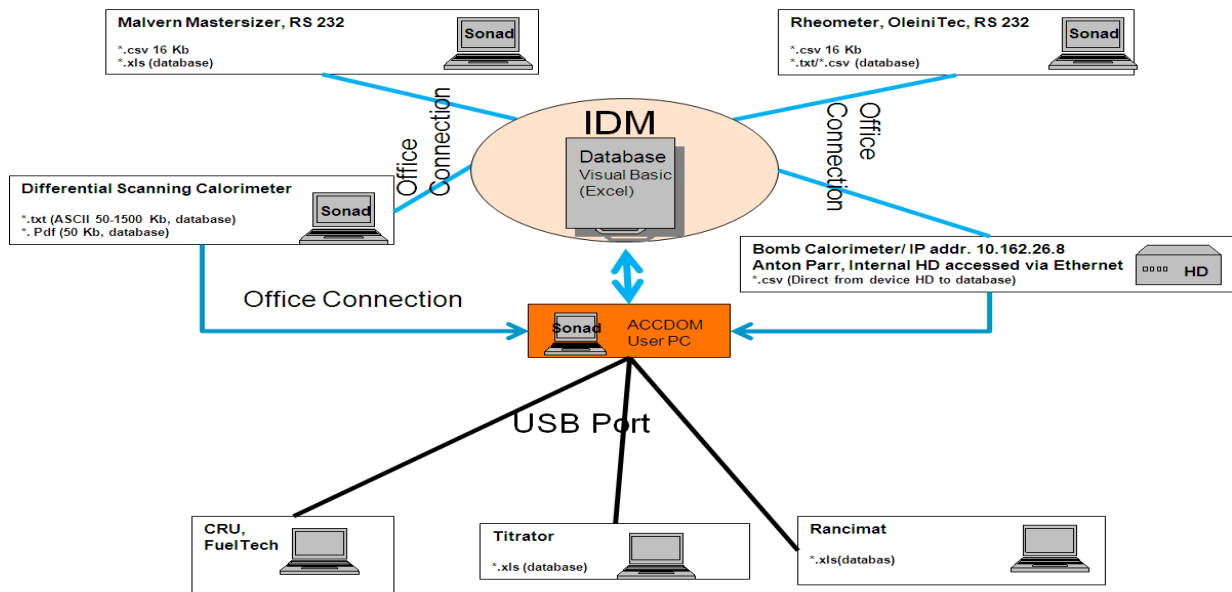 Malvern Mastersizer, RS 232
*.csv 16 Kb
*.xls (database)
Sonad
Rheometer, OleiniTec, RS 232
*.csv 16 Kb
*.txt/*.csv (database)
Sonad
IDM
Database
Visual Basic
(Excel)
Office
Connection
Office
Connection
Differential Scanning Calorimeter
*.txt (ASCII 50-1500 Kb, database)
*. Pdf (50 Kb, database)
Sonad
Bomb Calorimeter/ IP addr. 10.162.26.8
Anton Parr, Internal HD accessed via Ethernet
*.csv (Direct from device HD to database)
HD
Office Connection
Sonad
ACCDOM
User PC
USB Port
CRU,
FuelTech
Titrator
*.xls (database)
Rancimat
*.xls(databas)